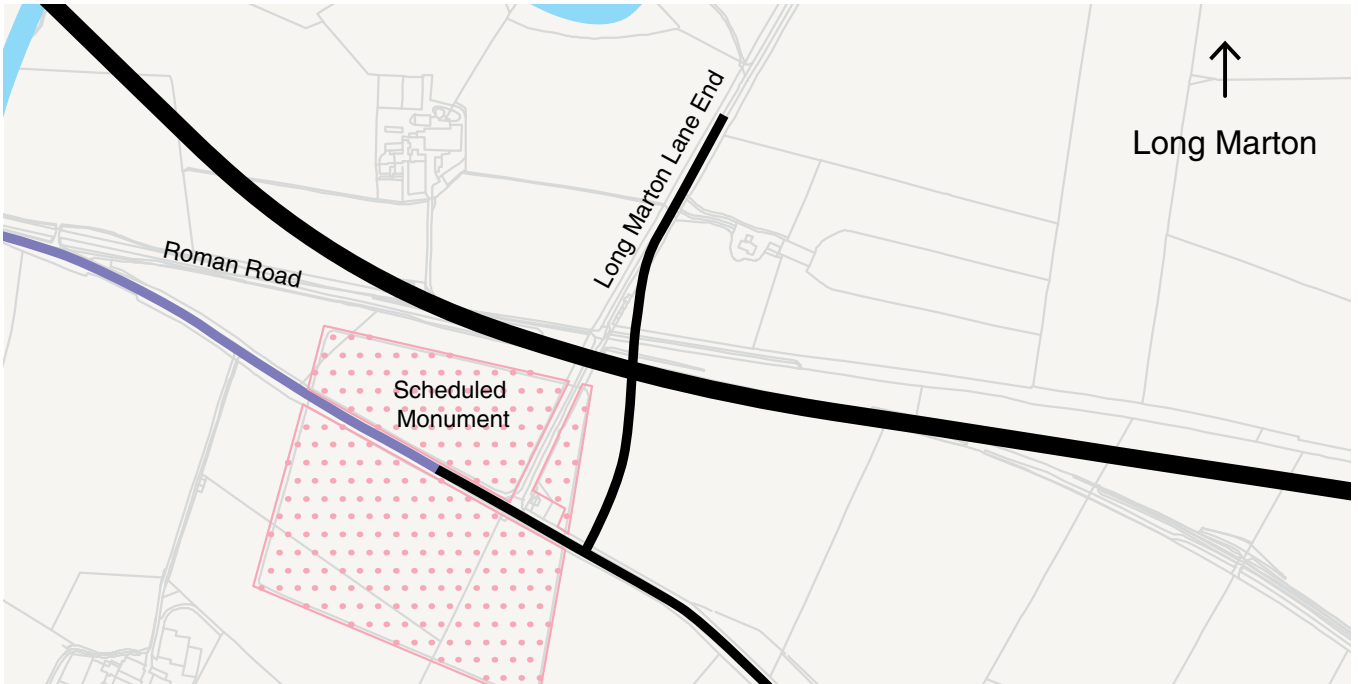 Long Marton Lane End
Long Marton
Roman Road
Scheduled
Monument